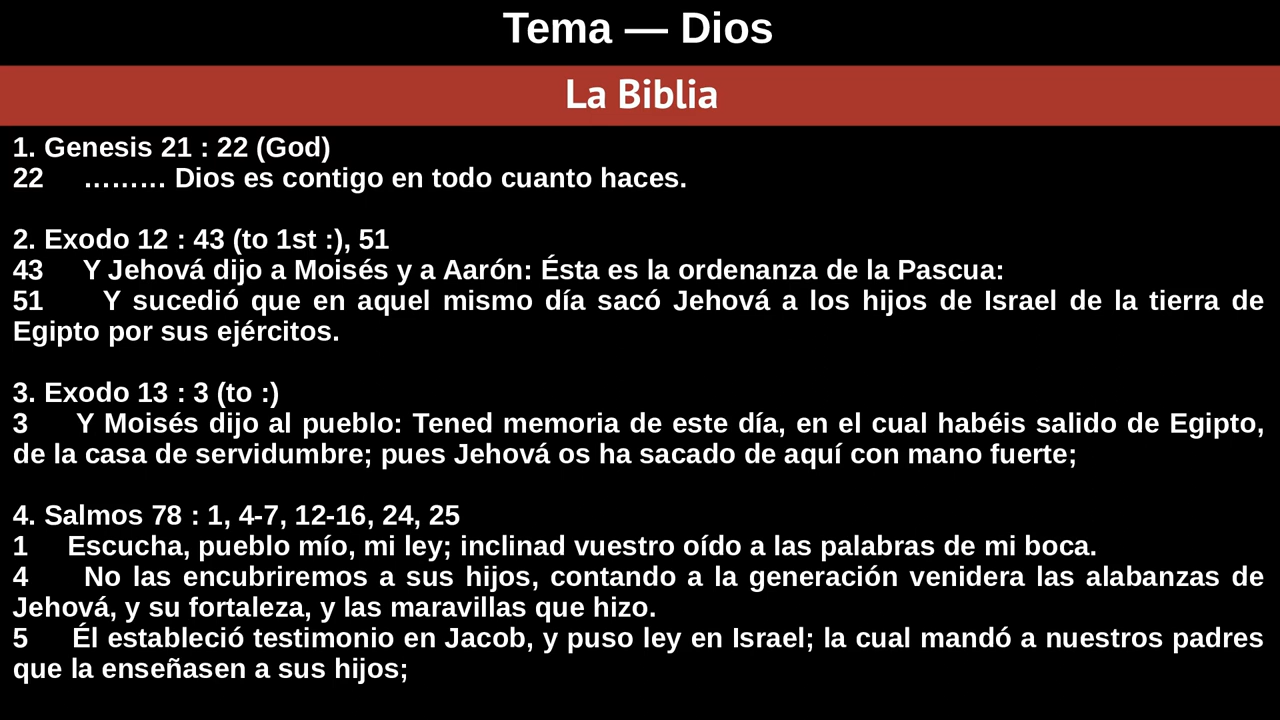 Tema — Dios
La Biblia
1. Genesis 21 : 22 (God)
22 ……… Dios es contigo en todo cuanto haces.
2. Exodo 12 : 43 (to 1st :), 51
43 Y Jehová dijo a Moisés y a Aarón: Ésta es la ordenanza de la Pascua:
51 Y sucedió que en aquel mismo día sacó Jehová a los hijos de Israel de la tierra de
Egipto por sus ejércitos.
3. Exodo 13 : 3 (to :)
3 Y Moisés dijo al pueblo: Tened memoria de este día, en el cual habéis salido de Egipto,
de la casa de servidumbre; pues Jehová os ha sacado de aquí con mano fuerte;
4. Salmos 78 : 1, 4-7, 12-16, 24, 25
1 Escucha, pueblo mío, mi ley; inclinad vuestro oído a las palabras de mi boca.
4 No las encubriremos a sus hijos, contando a la generación venidera las alabanzas de
Jehová, y su fortaleza, y las maravillas que hizo.
5 Él estableció testimonio en Jacob, y puso ley en Israel; la cual mandó a nuestros padres
que la enseñasen a sus hijos;